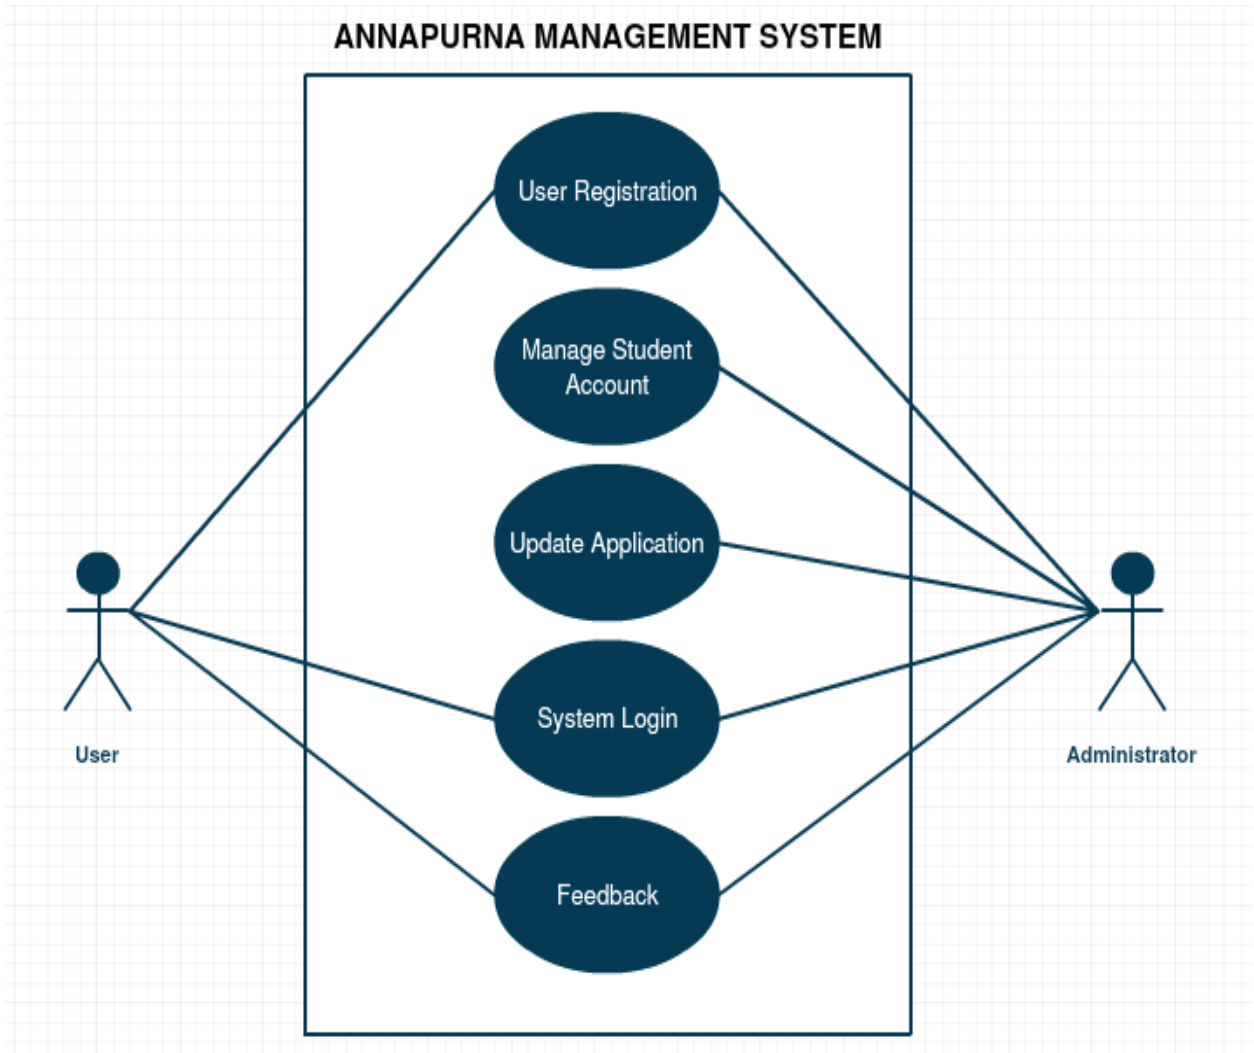 ANNAPURNA MANAGEMENT SYSTEM
User Registration
Manage Student
Account
Update Application
System Login
Feedback
User
Administrator